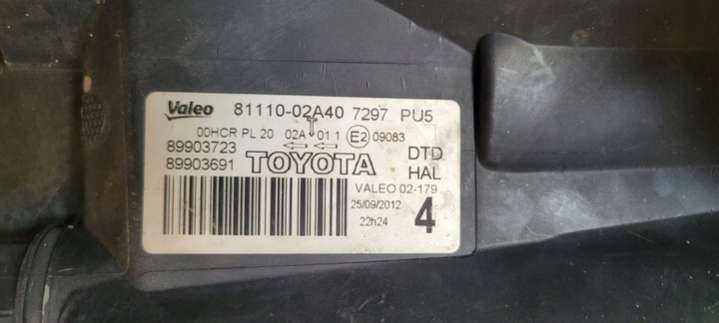 Valeo 81110-02A40 7297 PU5
00HCR PL 20 02A 01 1 E2 09083
89903723 DTD
89903691 TOYOTA HAL
VALEO 02-179
25/09/2012
22h24 4